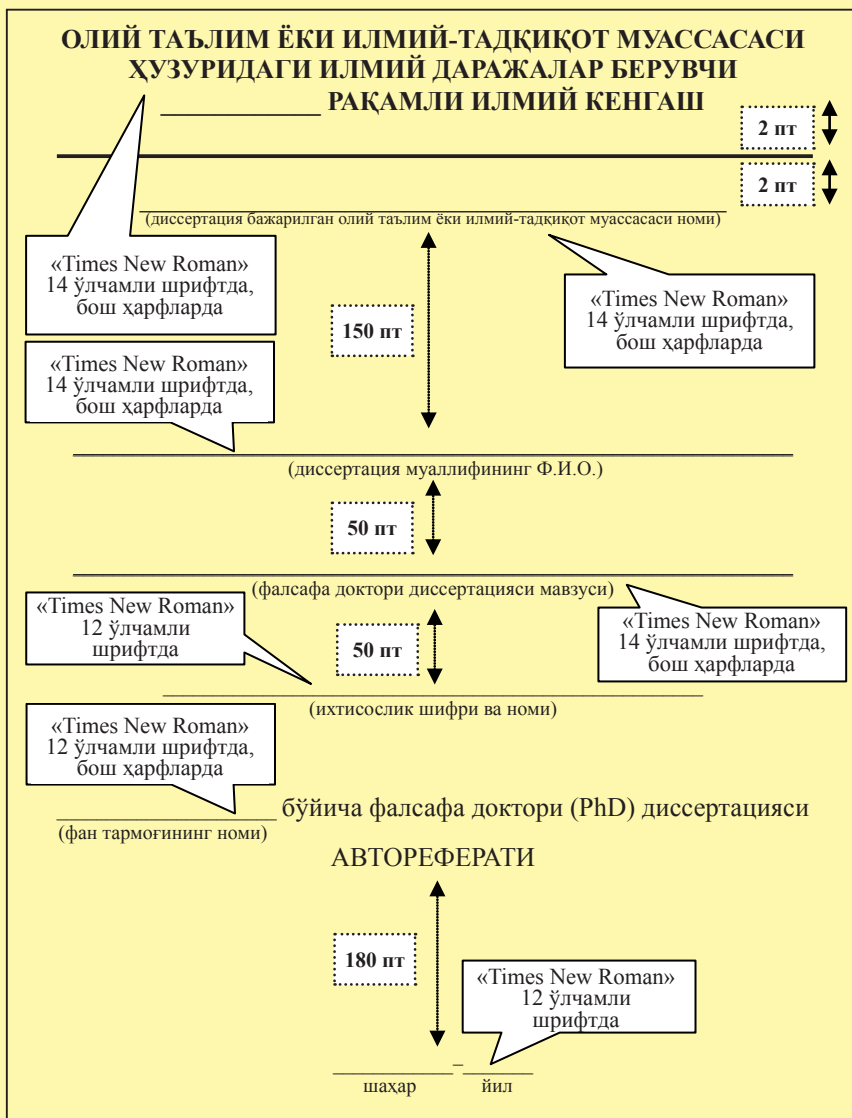 ОЛИЙ ТАЪЛИМ ЁКИ ИЛМИЙ-ТАДҚИҚОТ МУАССАСАСИ
ҲУЗУРИДАГИ ИЛМИЙ ДАРАЖАЛАР БЕРУВЧИ
____________ РАҚАМЛИ ИЛМИЙ КЕНГАШ
2 пт
2 пт
(диссертация бажарилган олий таълим ёки илмий-тадқиқот муассасаси номи)
«Times New Roman»
14 ўлчамли шрифтда,
бош ҳарфларда
«Times New Roman»
14 ўлчамли шрифтда,
бош ҳарфларда
150 пт
«Times New Roman»
14 ўлчамли шрифтда,
бош ҳарфларда
(диссертация муаллифининг Ф.И.О.)
50 пт
(фалсафа доктори диссертацияси мавзуси)
«Times New Roman»
12 ўлчамли
шрифтда
50 пт
«Times New Roman»
14 ўлчамли шрифтда,
бош ҳарфларда
(ихтисослик шифри ва номи)
«Times New Roman»
12 ўлчамли шрифтда,
бош ҳарфларда
____________ бўйича фалсафа доктори (PhD) диссертацияси
(фан тармоғининг номи)
АВТОРЕФЕРАТИ
180 пт
«Times New Roman»
12 ўлчамли
шрифтда
____________–_______
шаҳар йил